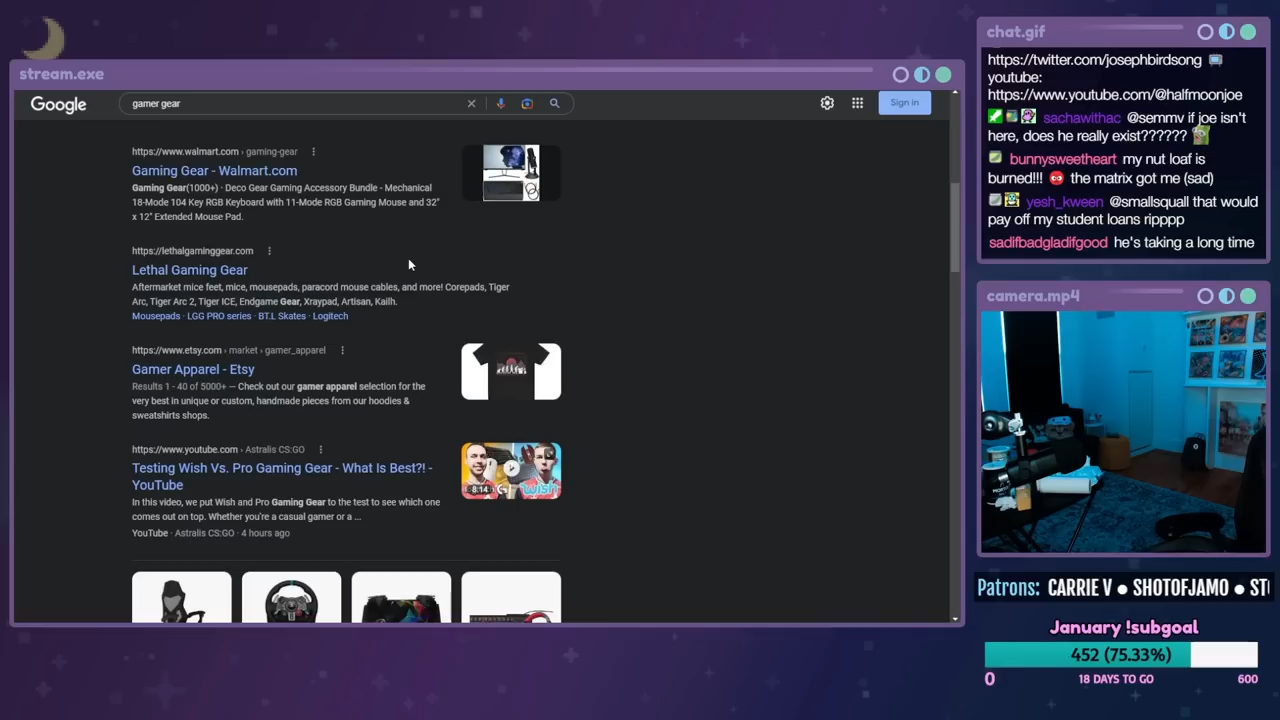 stream.exe
Google
gamer gear
Sign in
https://www.walmart.com › gaming-gear
Gaming Gear - Walmart.com
Gaming Gear(1000+) · Deco Gear Gaming Accessory Bundle - Mechanical
18-Mode 104 Key RGB Keyboard with 11-Mode RGB Gaming Mouse and 32"
x 12" Extended Mouse Pad.
https://lethalgaminggear.com
Lethal Gaming Gear
Aftermarket mice feet, mice, mousepads, paracord mouse cables, and more! Corepads, Tiger
Arc, Tiger Arc 2, Tiger ICE, Endgame Gear, Xraypad, Artisan, Kailh.
Mousepads · LGG PRO series · BT.L Skates · Logitech
https://www.etsy.com › market › gamer_apparel
Gamer Apparel - Etsy
Results 1 - 40 of 5000+ — Check out our gamer apparel selection for the
very best in unique or custom, handmade pieces from our hoodies &
sweatshirts shops.
https://www.youtube.com › Astralis CS:GO
Testing Wish Vs. Pro Gaming Gear - What Is Best?! -
YouTube
In this video, we put Wish and Pro Gaming Gear to the test to see which one
comes out on top. Whether you're a casual gamer or a ...
YouTube · Astralis CS:GO · 4 hours ago
8:14
wish
chat.gif
https://twitter.com/josephbirdsong
youtube:
https://www.youtube.com/@halfmoonjoe
sachawithac @semmv if joe isn't
here, does he really exist??????
bunnysweetheart my nut loaf is
burned!!! the matrix got me (sad)
yesh_kween @smallsquall that would
pay off my student loans ripppp
sadifbadgladifgood he's taking a long time
camera.mp4
Patrons: CARRIE V ● SHOTOFJAMO ●
January !subgoal
452 (75.33%)
0
18 DAYS TO GO
600